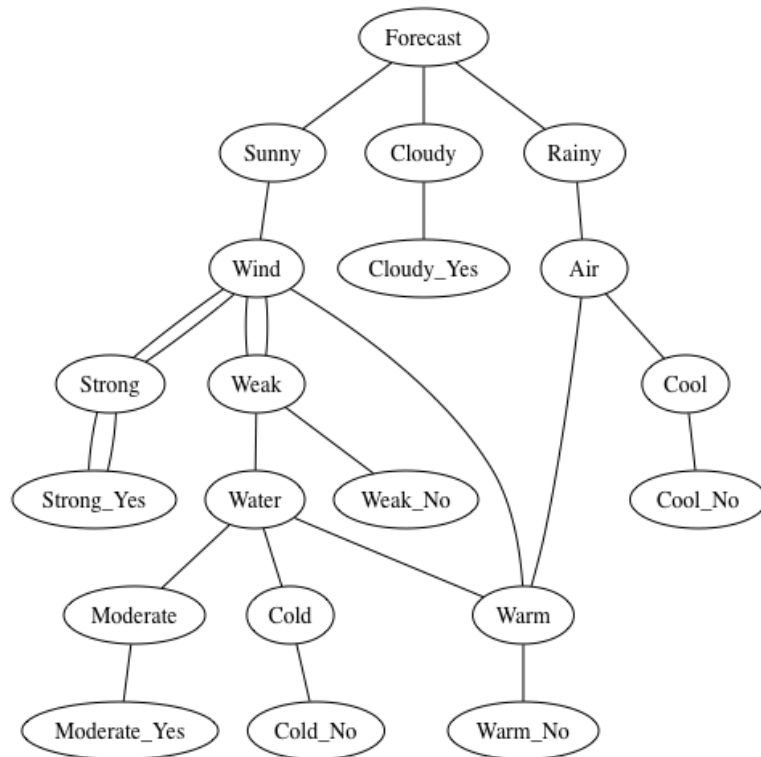 Forecast
Sunny
Cloudy
Rainy
Wind
Cloudy_Yes
Air
Strong
Weak
Cool
Strong_Yes
Water
Weak_No
Cool_No
Moderate
Cold
Warm
Moderate_Yes
Cold_No
Warm_No